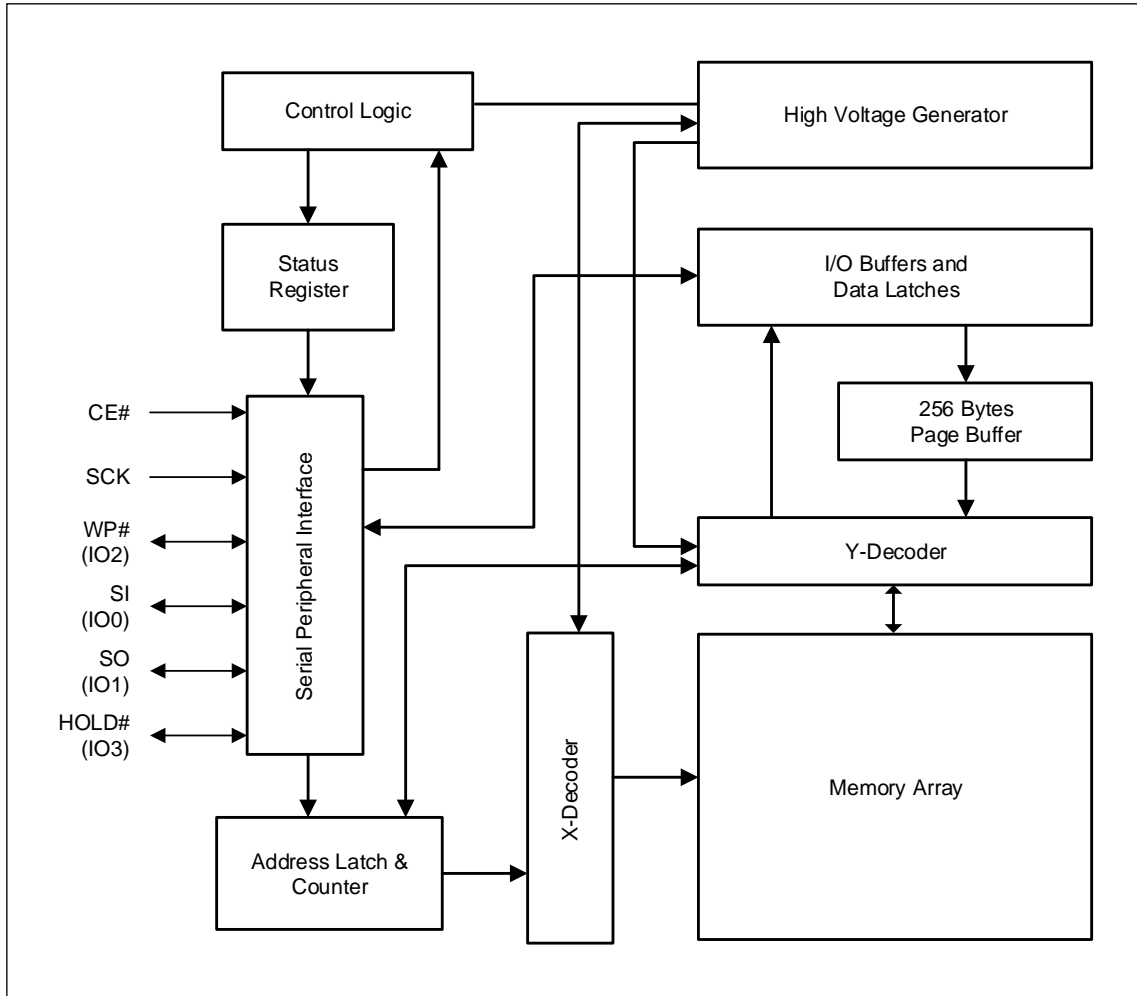 Control Logic
High Voltage Generator
Status
Register
I/O Buffers and
Data Latches
256 Bytes
Page Buffer
CE#
SCK
WP#
(IO2)
SI
(IO0)
SO
(IO1)
HOLD#
(IO3)
Serial Peripheral Interface
Y-Decoder
X-Decoder
Memory Array
Address Latch &
Counter